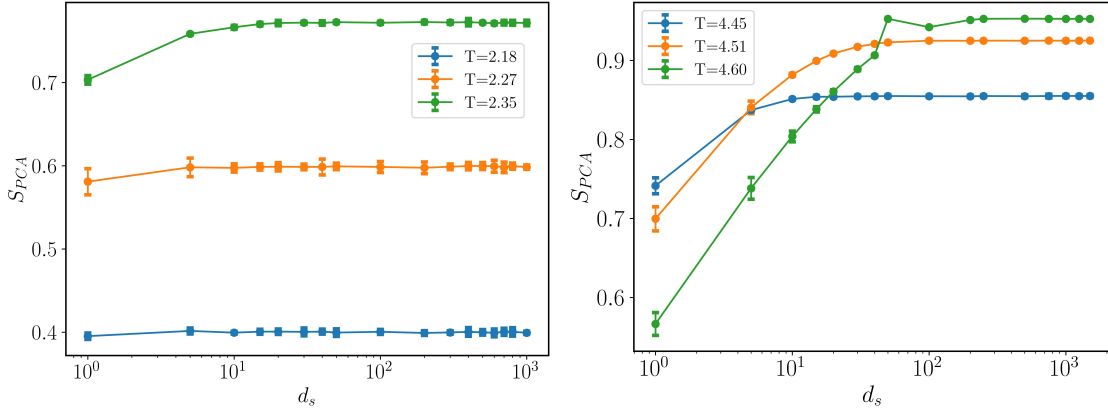 0.7
0.6
0.5
0.4
S_{PCA}
T=2.18
T=2.27
T=2.35
10^0
10^1
10^2
10^3
d_s
0.9
0.8
0.7
0.6
S_{PCA}
T=4.45
T=4.51
T=4.60
10^0
10^1
10^2
10^3
d_s